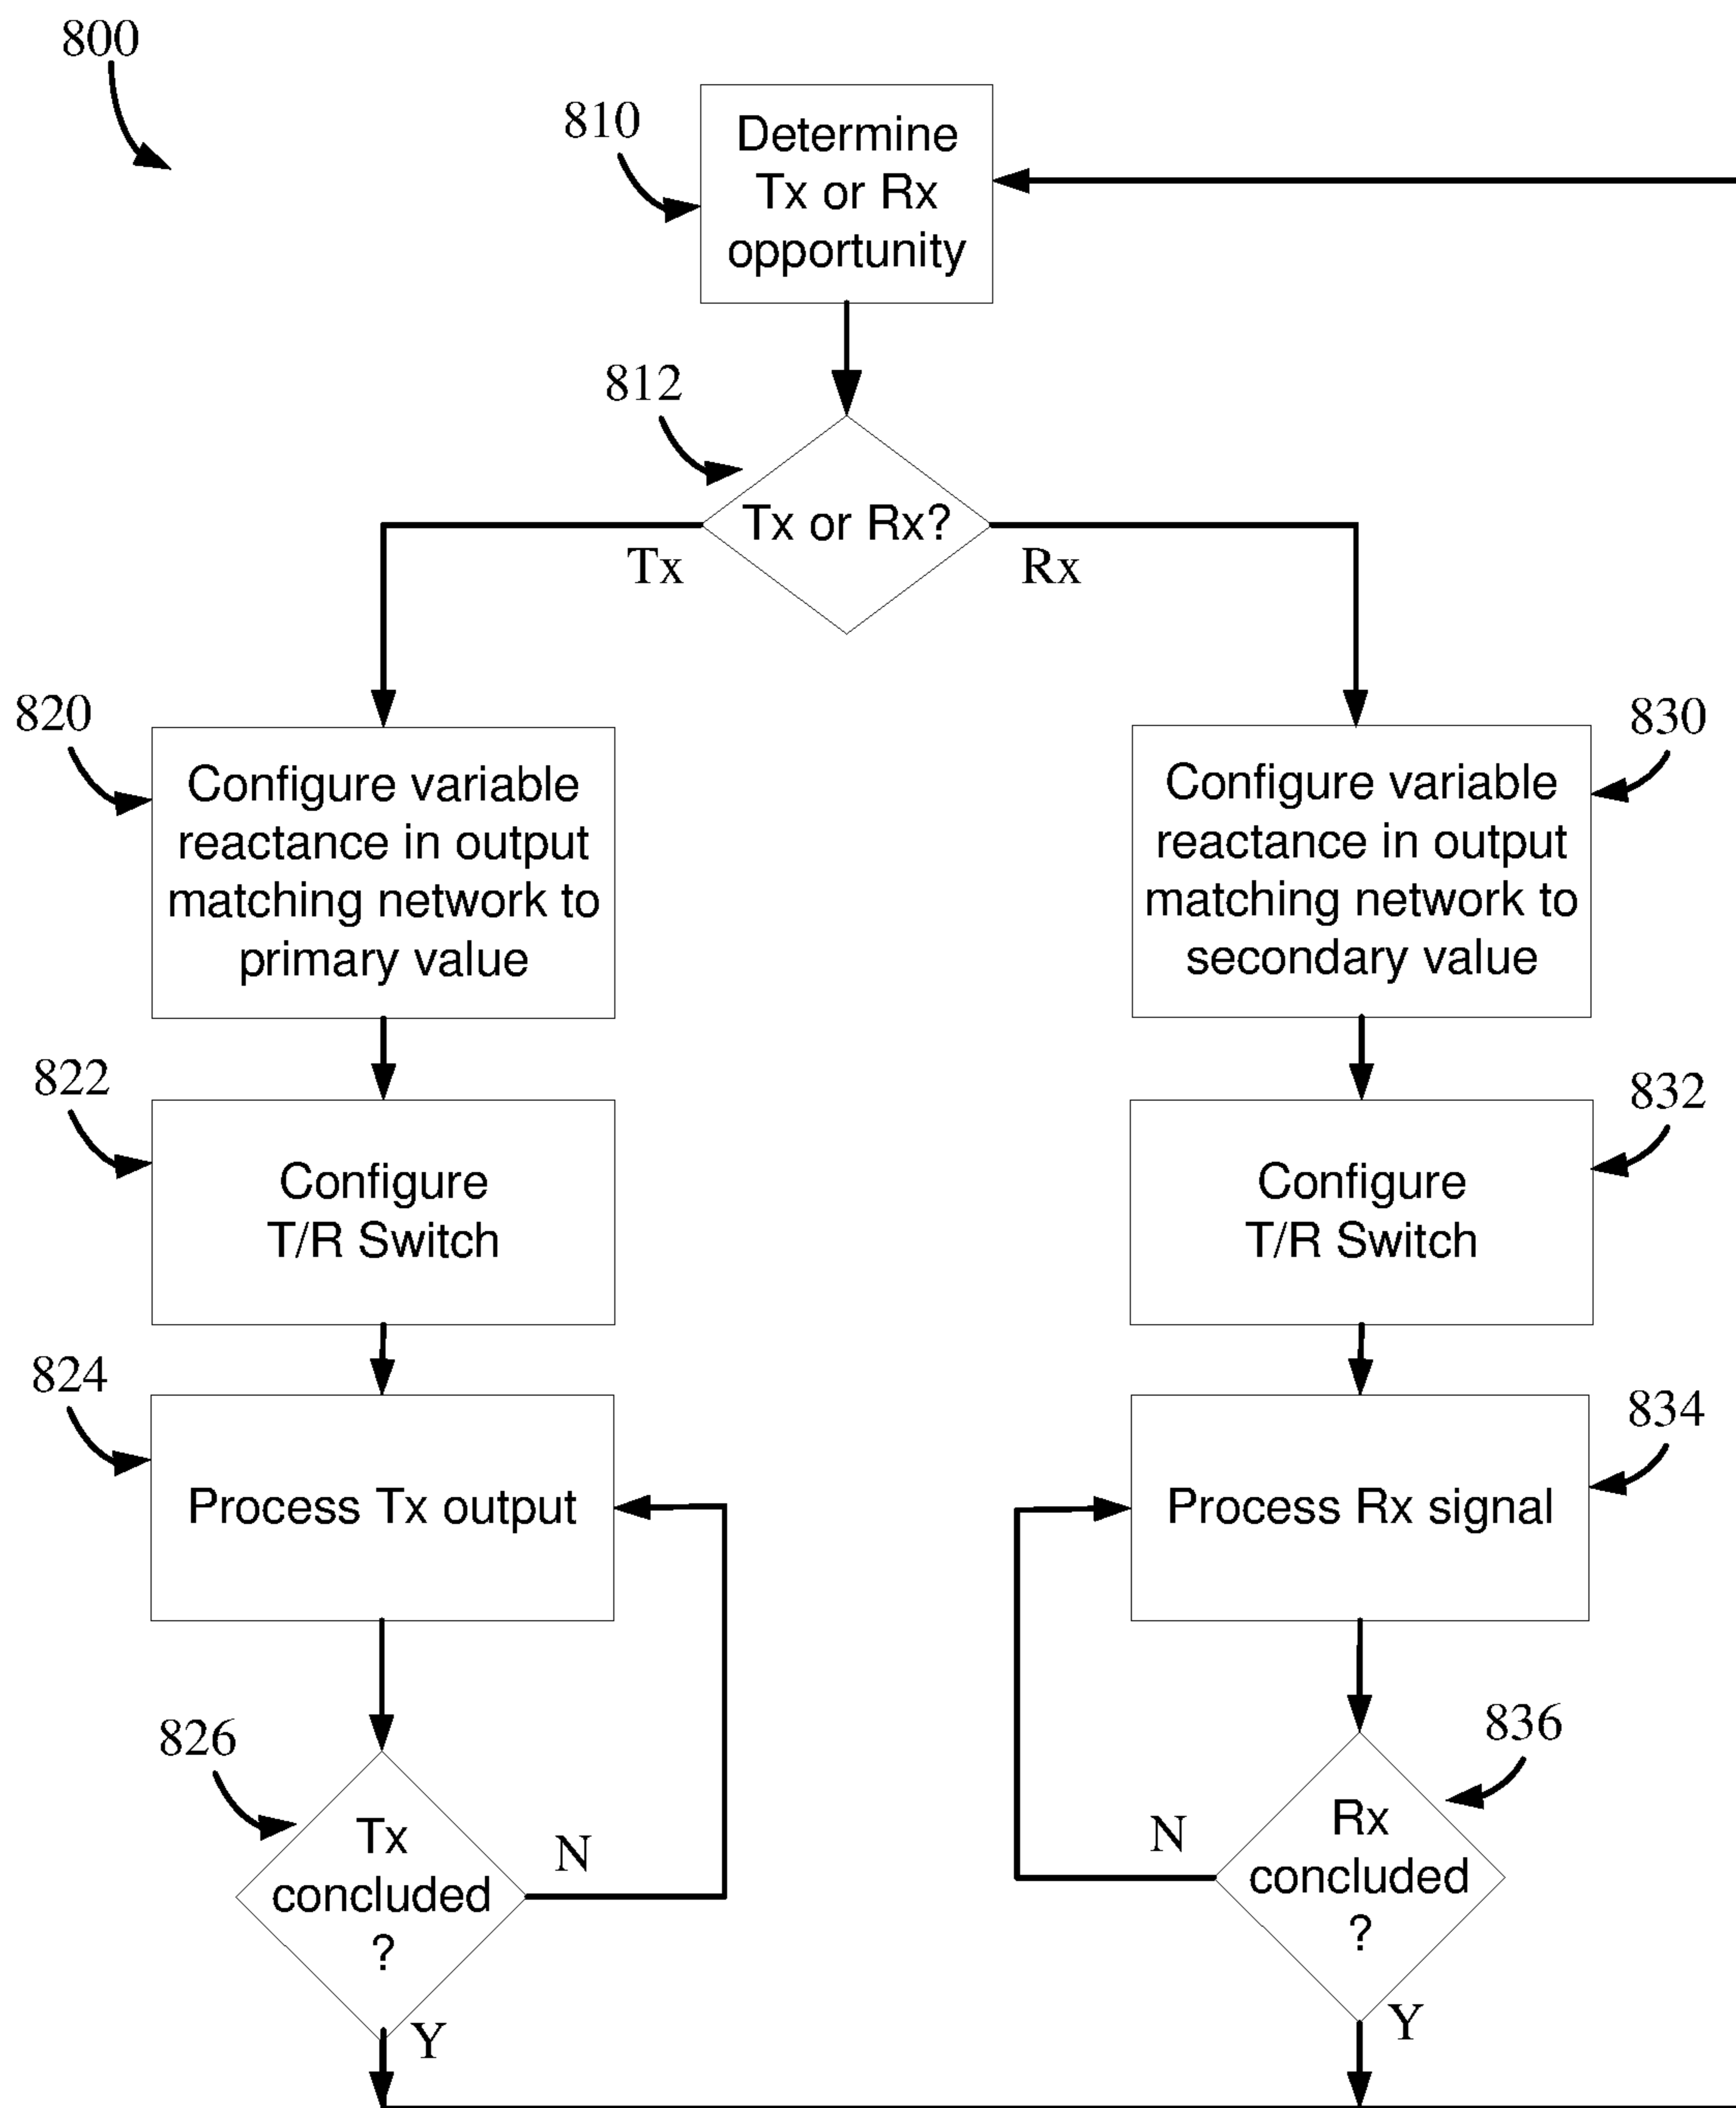 800
810
Determine
Tx or Rx
opportunity
812
Tx or Rx?
Tx
Rx
820
Configure variable
reactance in output
matching network to
primary value
830
Configure variable
reactance in output
matching network to
secondary value
822
Configure
T/R Switch
832
Configure
T/R Switch
824
Process Tx output
834
Process Rx signal
826
Tx
concluded
?
N
Y
836
Rx
concluded
?
N
Y